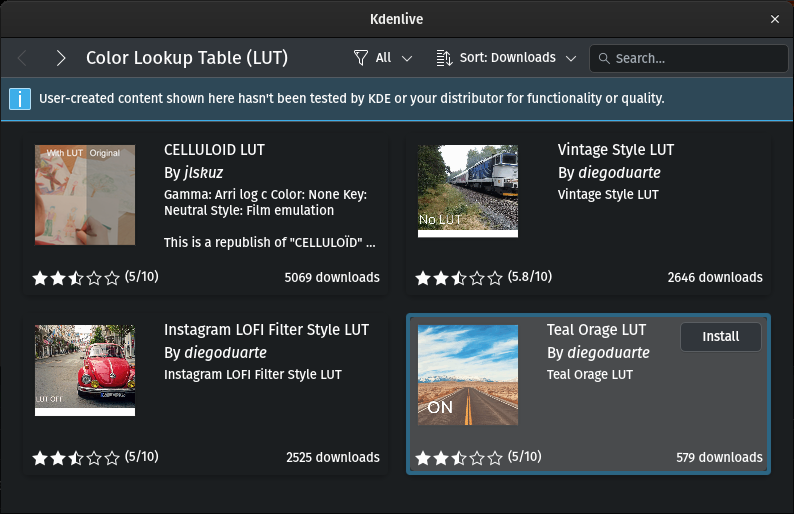 Kdenlive
Color Lookup Table (LUT)
All
Sort: Downloads
Search...
User-created content shown here hasn't been tested by KDE or your distributor for functionality or quality.
With LUT Original
CELLULOID LUT
By jlskuz
Gamma: Arri log c Color: None Key:
Neutral Style: Film emulation
This is a republish of "CELLULOÏD" ...
(5/10)
5069 downloads
No LUT
Vintage Style LUT
By diegoduarte
Vintage Style LUT
(5.8/10)
2646 downloads
LUT OFF
Instagram LOFI Filter Style LUT
By diegoduarte
Instagram LOFI Filter Style LUT
(5/10)
2525 downloads
ON
Teal Orage LUT
By diegoduarte
Teal Orage LUT
Install
(5/10)
579 downloads